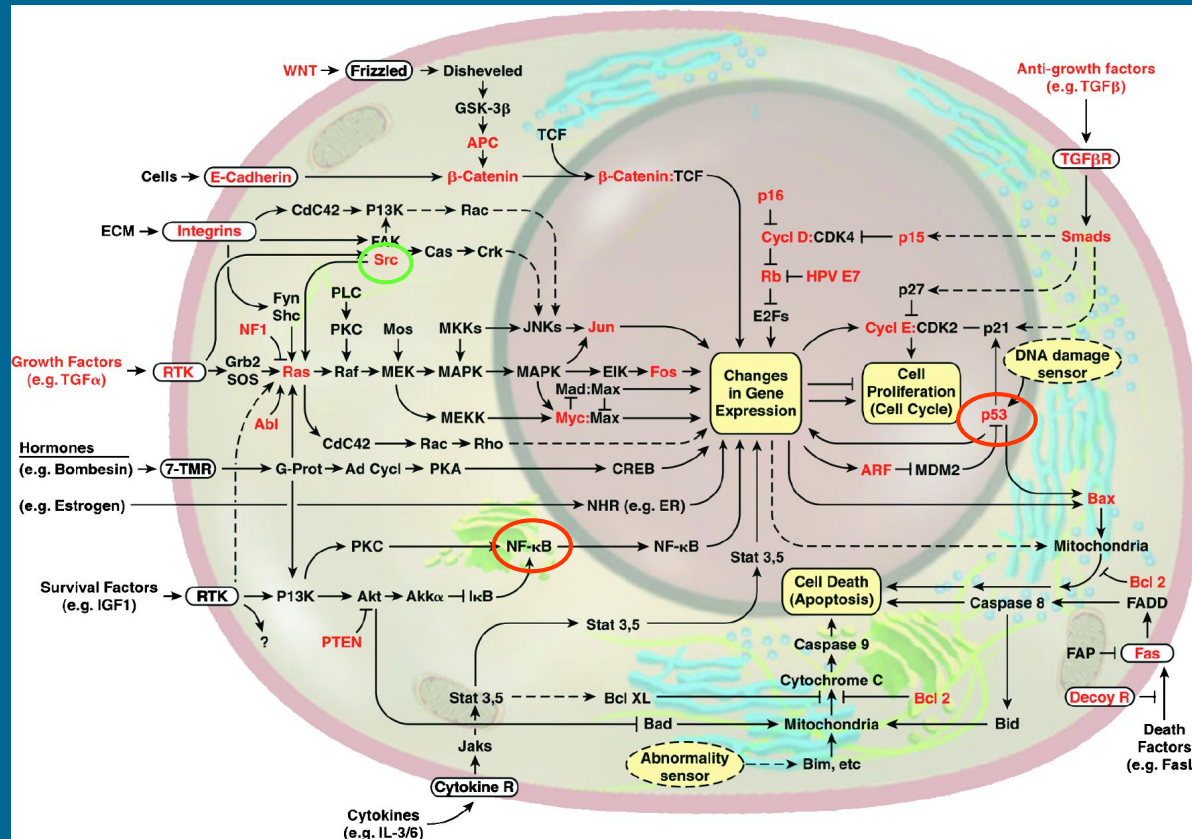 WNT
Frizzled
Disheveled
GSK-3β
APC
TCF
Cells
E-Cadherin
β-Catenin
β-Catenin:TCF
Anti-growth factors
(e.g. TGFβ)
TGFβR
Smads
ECM
Integrins
CdC42
P13K
Rac
FAK
Src
Cas
Crk
p16
Cycl D:CDK4
p15
Rb
HPV E7
E2Fs
p27
Cycl E:CDK2
p21
DNA damage
sensor
Fyn
Shc
NF1
PLC
PKC
Mos
MKKs
JNKs
Jun
Growth Factors
(e.g. TGFα)
RTK
Grb2
SOS
Ras
Raf
MEK
MAPK
MAPK
ElK
Fos
Mad:Max
MEKK
Myc:Max
Abl
Changes
in Gene
Expression
Cell
Proliferation
(Cell Cycle)
p53
CdC42
Rac
Rho
Hormones
(e.g. Bombesin)
7-TMR
G-Prot
Ad Cycl
PKA
CREB
ARF
MDM2
(e.g. Estrogen)
NHR (e.g. ER)
Bax
PKC
NF-κB
NF-κB
Stat 3,5
Mitochondria
Survival Factors
(e.g. IGF1)
RTK
P13K
Akt
Akkα
IκB
?
PTEN
Cell Death
(Apoptosis)
Bcl 2
Caspase 8
FADD
Stat 3,5
Caspase 9
FAP
Fas
Cytochrome C
Stat 3,5
Bcl XL
Bcl 2
Decoy R
Bad
Mitochondria
Bid
Death
Factors
(e.g. FasL
Jaks
Abnormality
sensor
Bim, etc
Cytokine R
Cytokines
(e.g. IL-3/6)